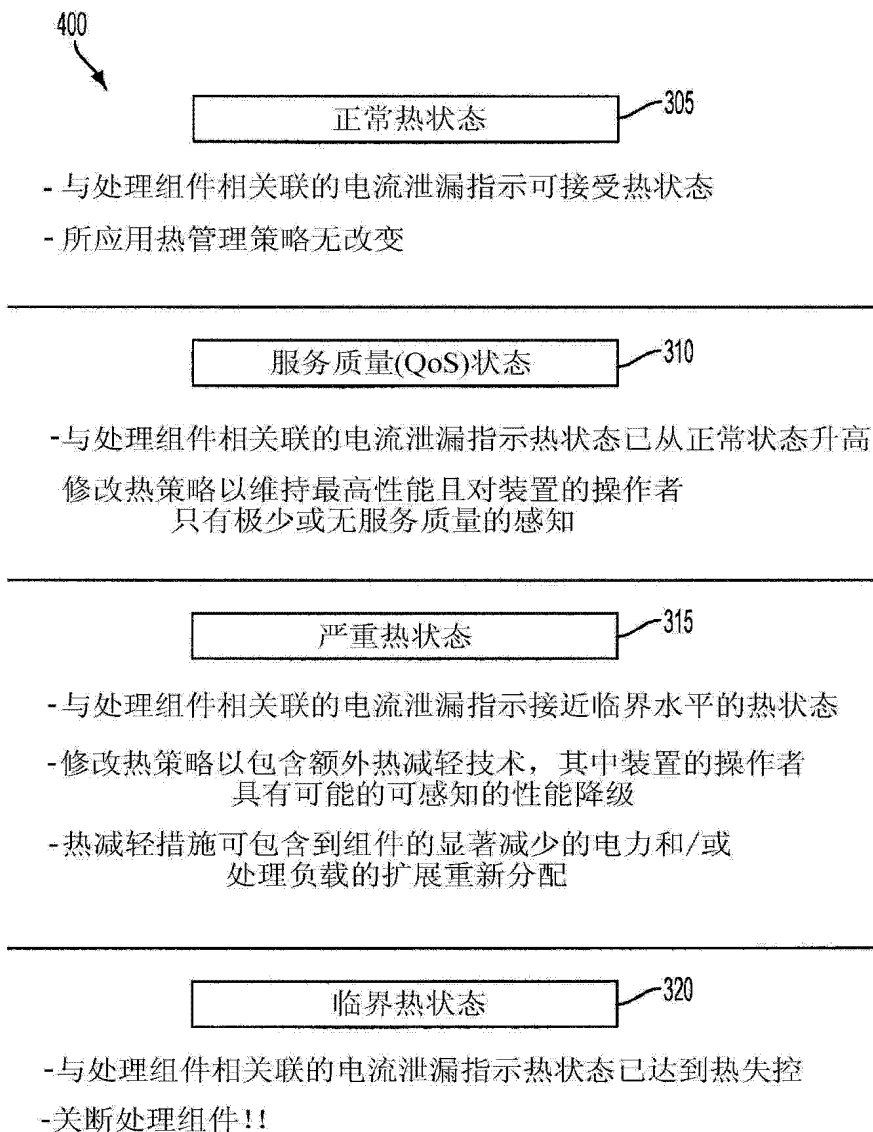 400
正常热状态
305
- 与处理组件相关联的电流泄漏指示可接受热状态
- 所应用热管理策略无改变
服务质量(QoS)状态
310
-与处理组件相关联的电流泄漏指示热状态已从正常状态升高
修改热策略以维持最高性能且对装置的操作者
只有极少或无服务质量的感知
严重热状态
315
-与处理组件相关联的电流泄漏指示接近临界水平的热状态
-修改热策略以包含额外热减轻技术，其中装置的操作者
具有可能的可感知的性能降级
-热减轻措施可包含到组件的显著减少的电力和/或
处理负载的扩展重新分配
临界热状态
320
-与处理组件相关联的电流泄漏指示热状态已达到热失控
-关断处理组件!!